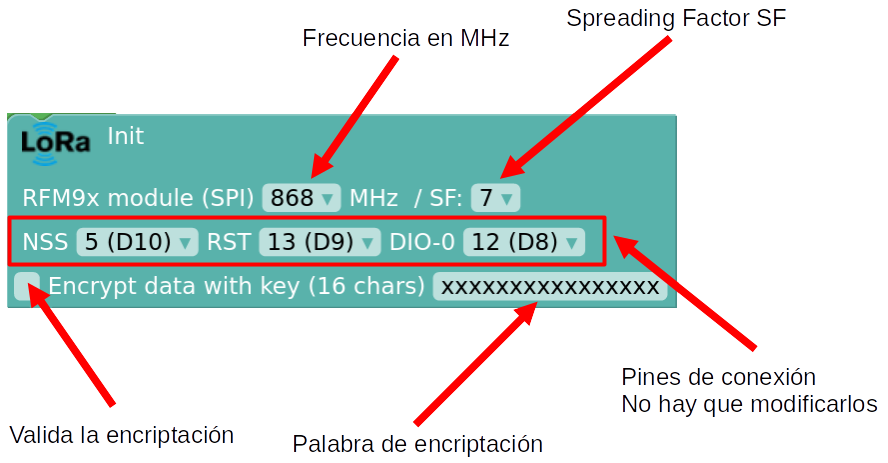 Spreading Factor SF
Frecuencia en MHz
LoRa Init
RFM9x module (SPI) 868 MHz / SF: 7
NSS 5 (D10) RST 13 (D9) DIO-0 12 (D8)
Encrypt data with key (16 chars) xxxxxxxxxxxxxxxx
Pines de conexión
No hay que modificarlos
Valida la encriptación
Palabra de encriptación